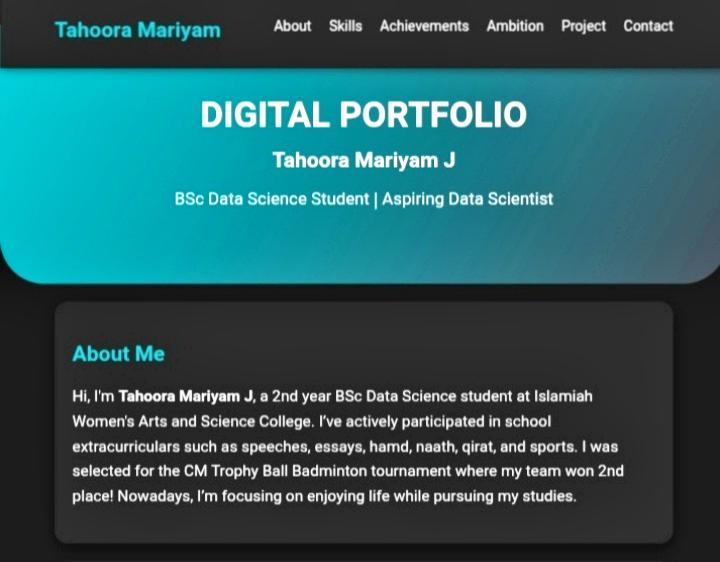 Tahoora Mariyam
About Skills Achievements Ambition Project Contact
DIGITAL PORTFOLIO
Tahoora Mariyam J
BSc Data Science Student | Aspiring Data Scientist
About Me
Hi, I'm Tahoora Mariyam J, a 2nd year BSc Data Science student at Islamiah
Women's Arts and Science College. I've actively participated in school
extracurriculars such as speeches, essays, hamd, naath, qirat, and sports. I was
selected for the CM Trophy Ball Badminton tournament where my team won 2nd
place! Nowadays, I'm focusing on enjoying life while pursuing my studies.